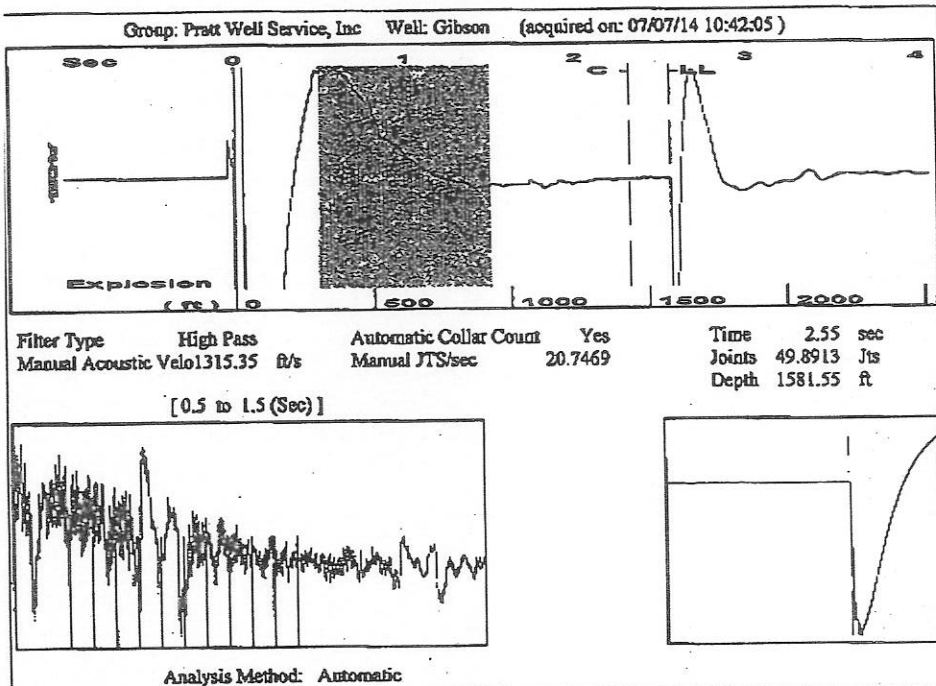 Group: Pratt Well Service, Inc Well: Gibson (acquired on: 07/07/14 10:42:05 )
Sec 0 1 2 C LL 3 4
Explosion
( ft ) 0 500 1000 1500 2000
Filter Type High Pass Automatic Collar Count Yes Time 2.55 sec
Manual Acoustic Velo1315.35 ft/s Manual JTS/sec 20.7469 Joints 49.8913 Jts
Depth 1581.55 ft
[ 0.5 to 1.5 (Sec) ]
Analysis Method: Automatic